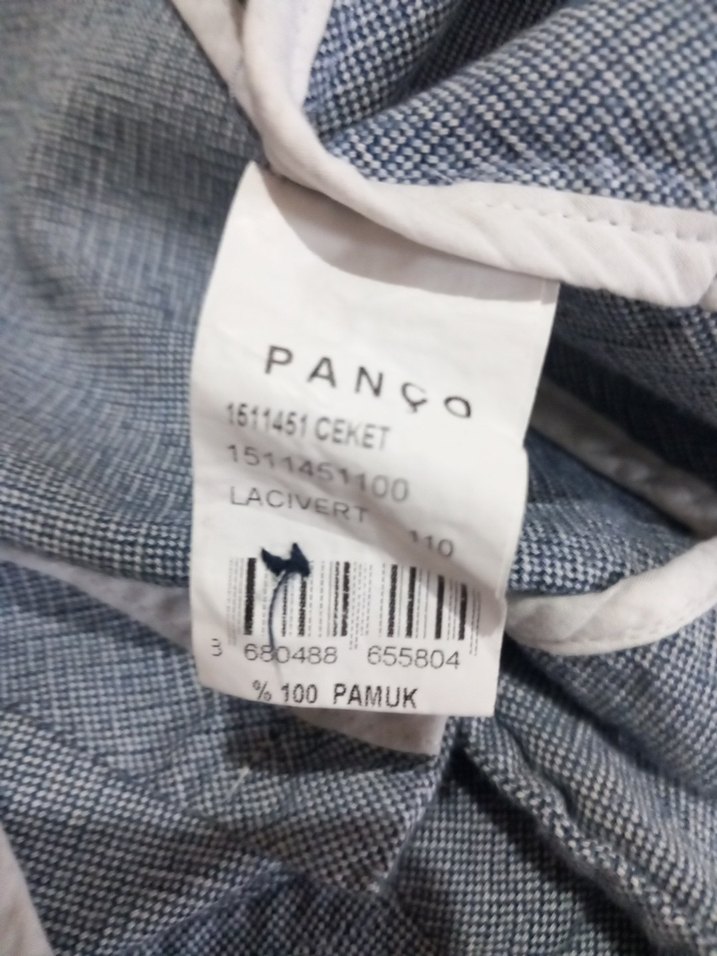 PANÇO
1511451 CEKET
1511451100
LACIVERT 110
3 680488 655804
% 100 PAMUK